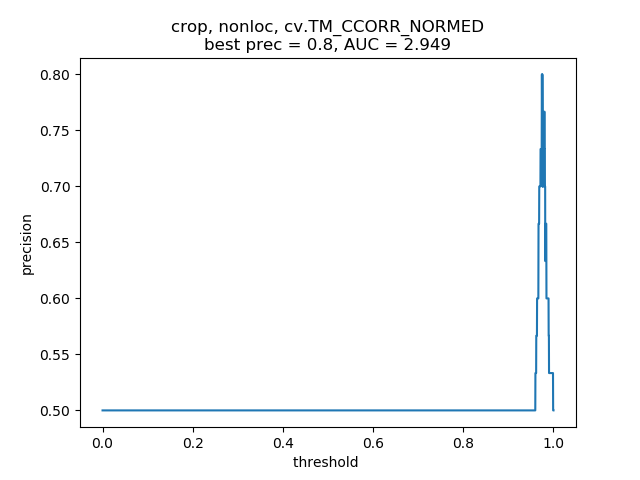 crop, nonloc, cv.TM_CCORR_NORMED
best prec = 0.8, AUC = 2.949
0.80
0.75
0.70
0.65
0.60
0.55
0.50
precision
0.0 0.2 0.4 0.6 0.8 1.0
threshold